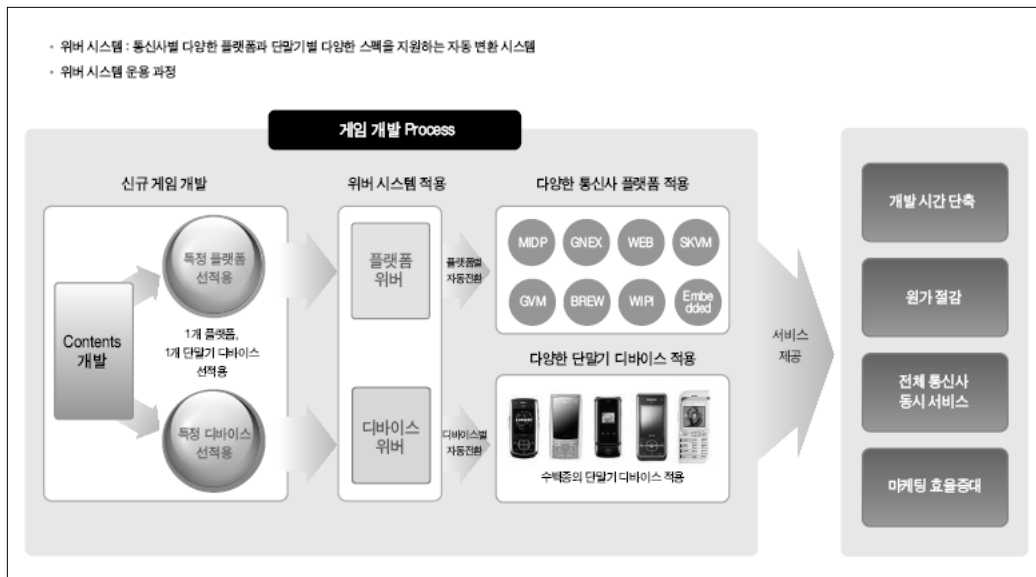 • 위버 시스템 : 통신사별 다양한 플랫폼과 단말기별 다양한 스펙을 지원하는 자동 변환 시스템
• 위버 시스템 운용 과정
게임 개발 Process
신규 게임 개발
위버 시스템 적용
다양한 통신사 플랫폼 적용
Contents
개발
특정 플랫폼
선적용
1개 플랫폼,
1개 단말기 디바이스
선적용
특정 디바이스
선적용
플랫폼
위버
디바이스
위버
플랫폼별
자동전환
디바이스별
자동전환
MIDP
GNEX
WEB
SKVM
GVM
BREW
WIPI
Embe
dded
다양한 단말기 디바이스 적용
수백종의 단말기 디바이스 적용
서비스
제공
개발 시간 단축
원가 절감
전체 통신사
동시 서비스
마케팅 효율증대